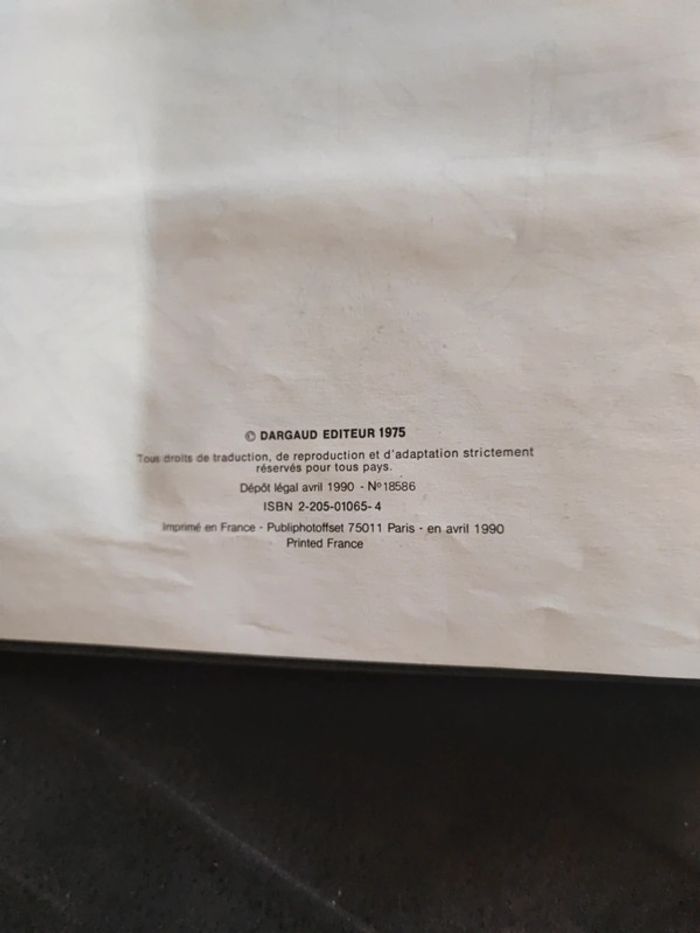 © DARGAUD EDITEUR 1975
Tous droits de traduction, de reproduction et d'adaptation strictement
réservés pour tous pays.
Dépôt légal avril 1990 - Nº 18586
ISBN 2-205-01065-4
Imprimé en France - Publiphotoffset 75011 Paris - en avril 1990
Printed France